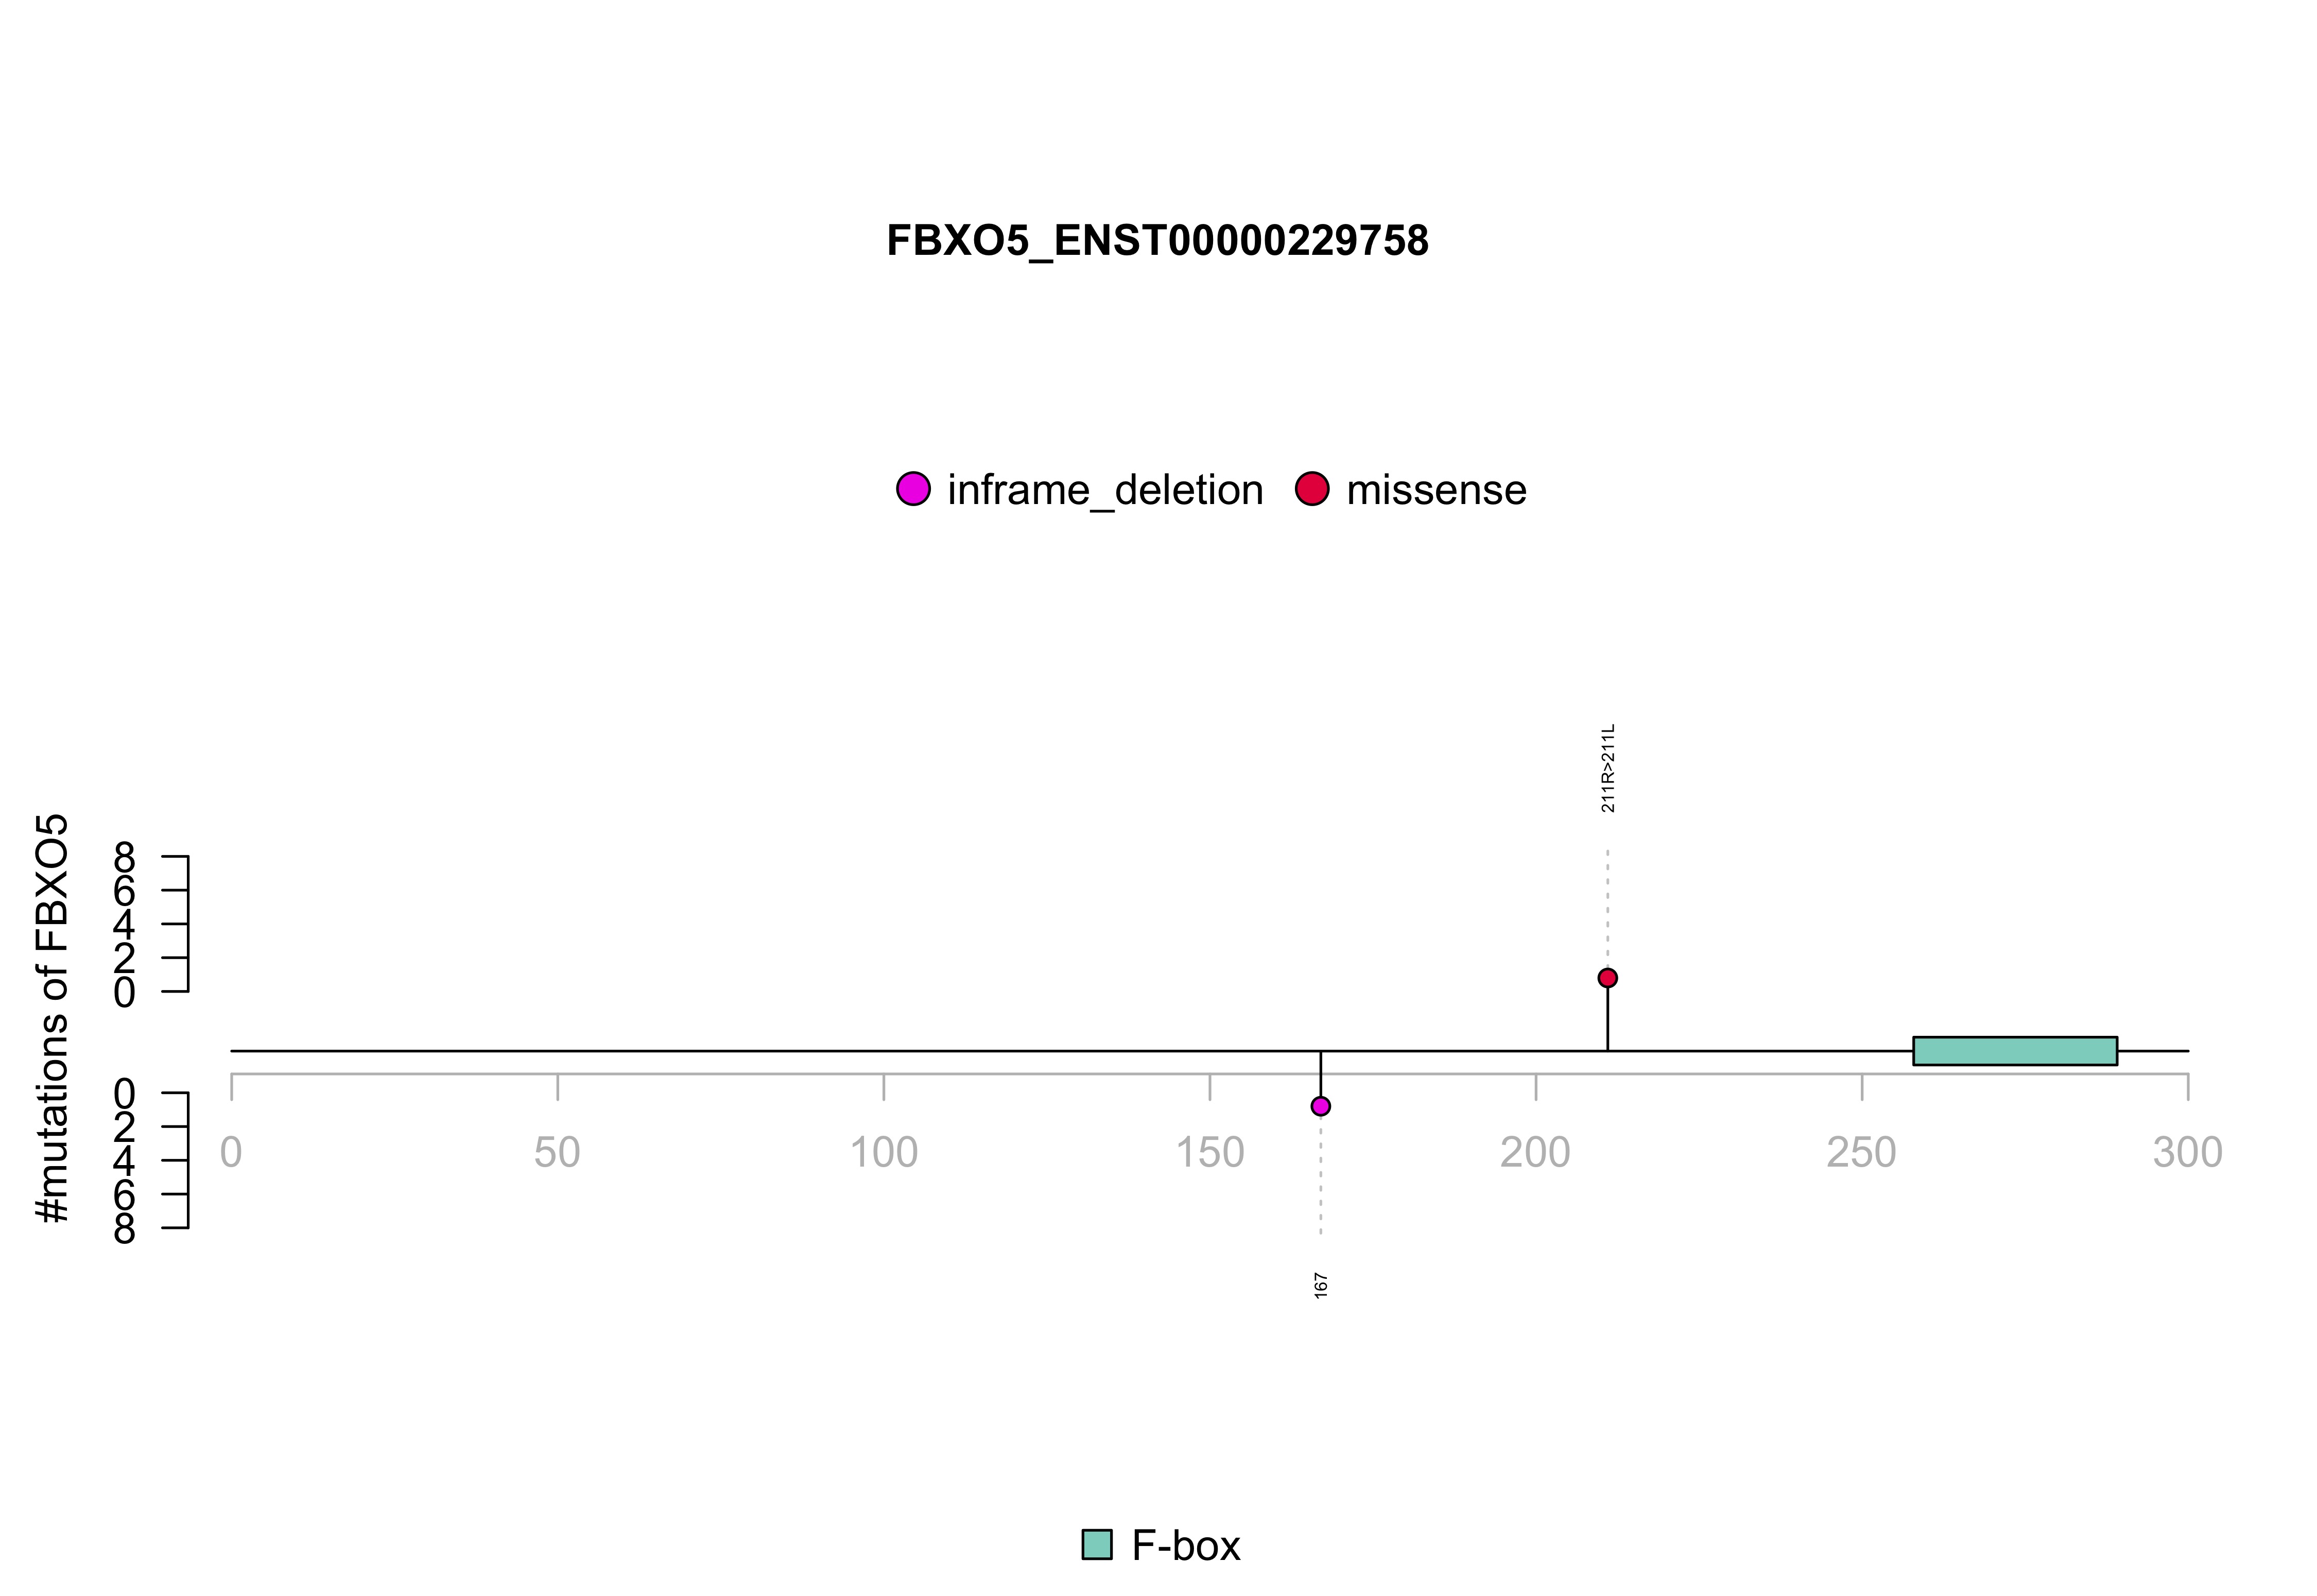 FBXO5_ENST00000229758
inframe_deletion missense
211R>211L
#mutations of FBXO5
8
6
4
2
0
0
2
4
6
8
0 50 100 150 200 250 300
167
F-box